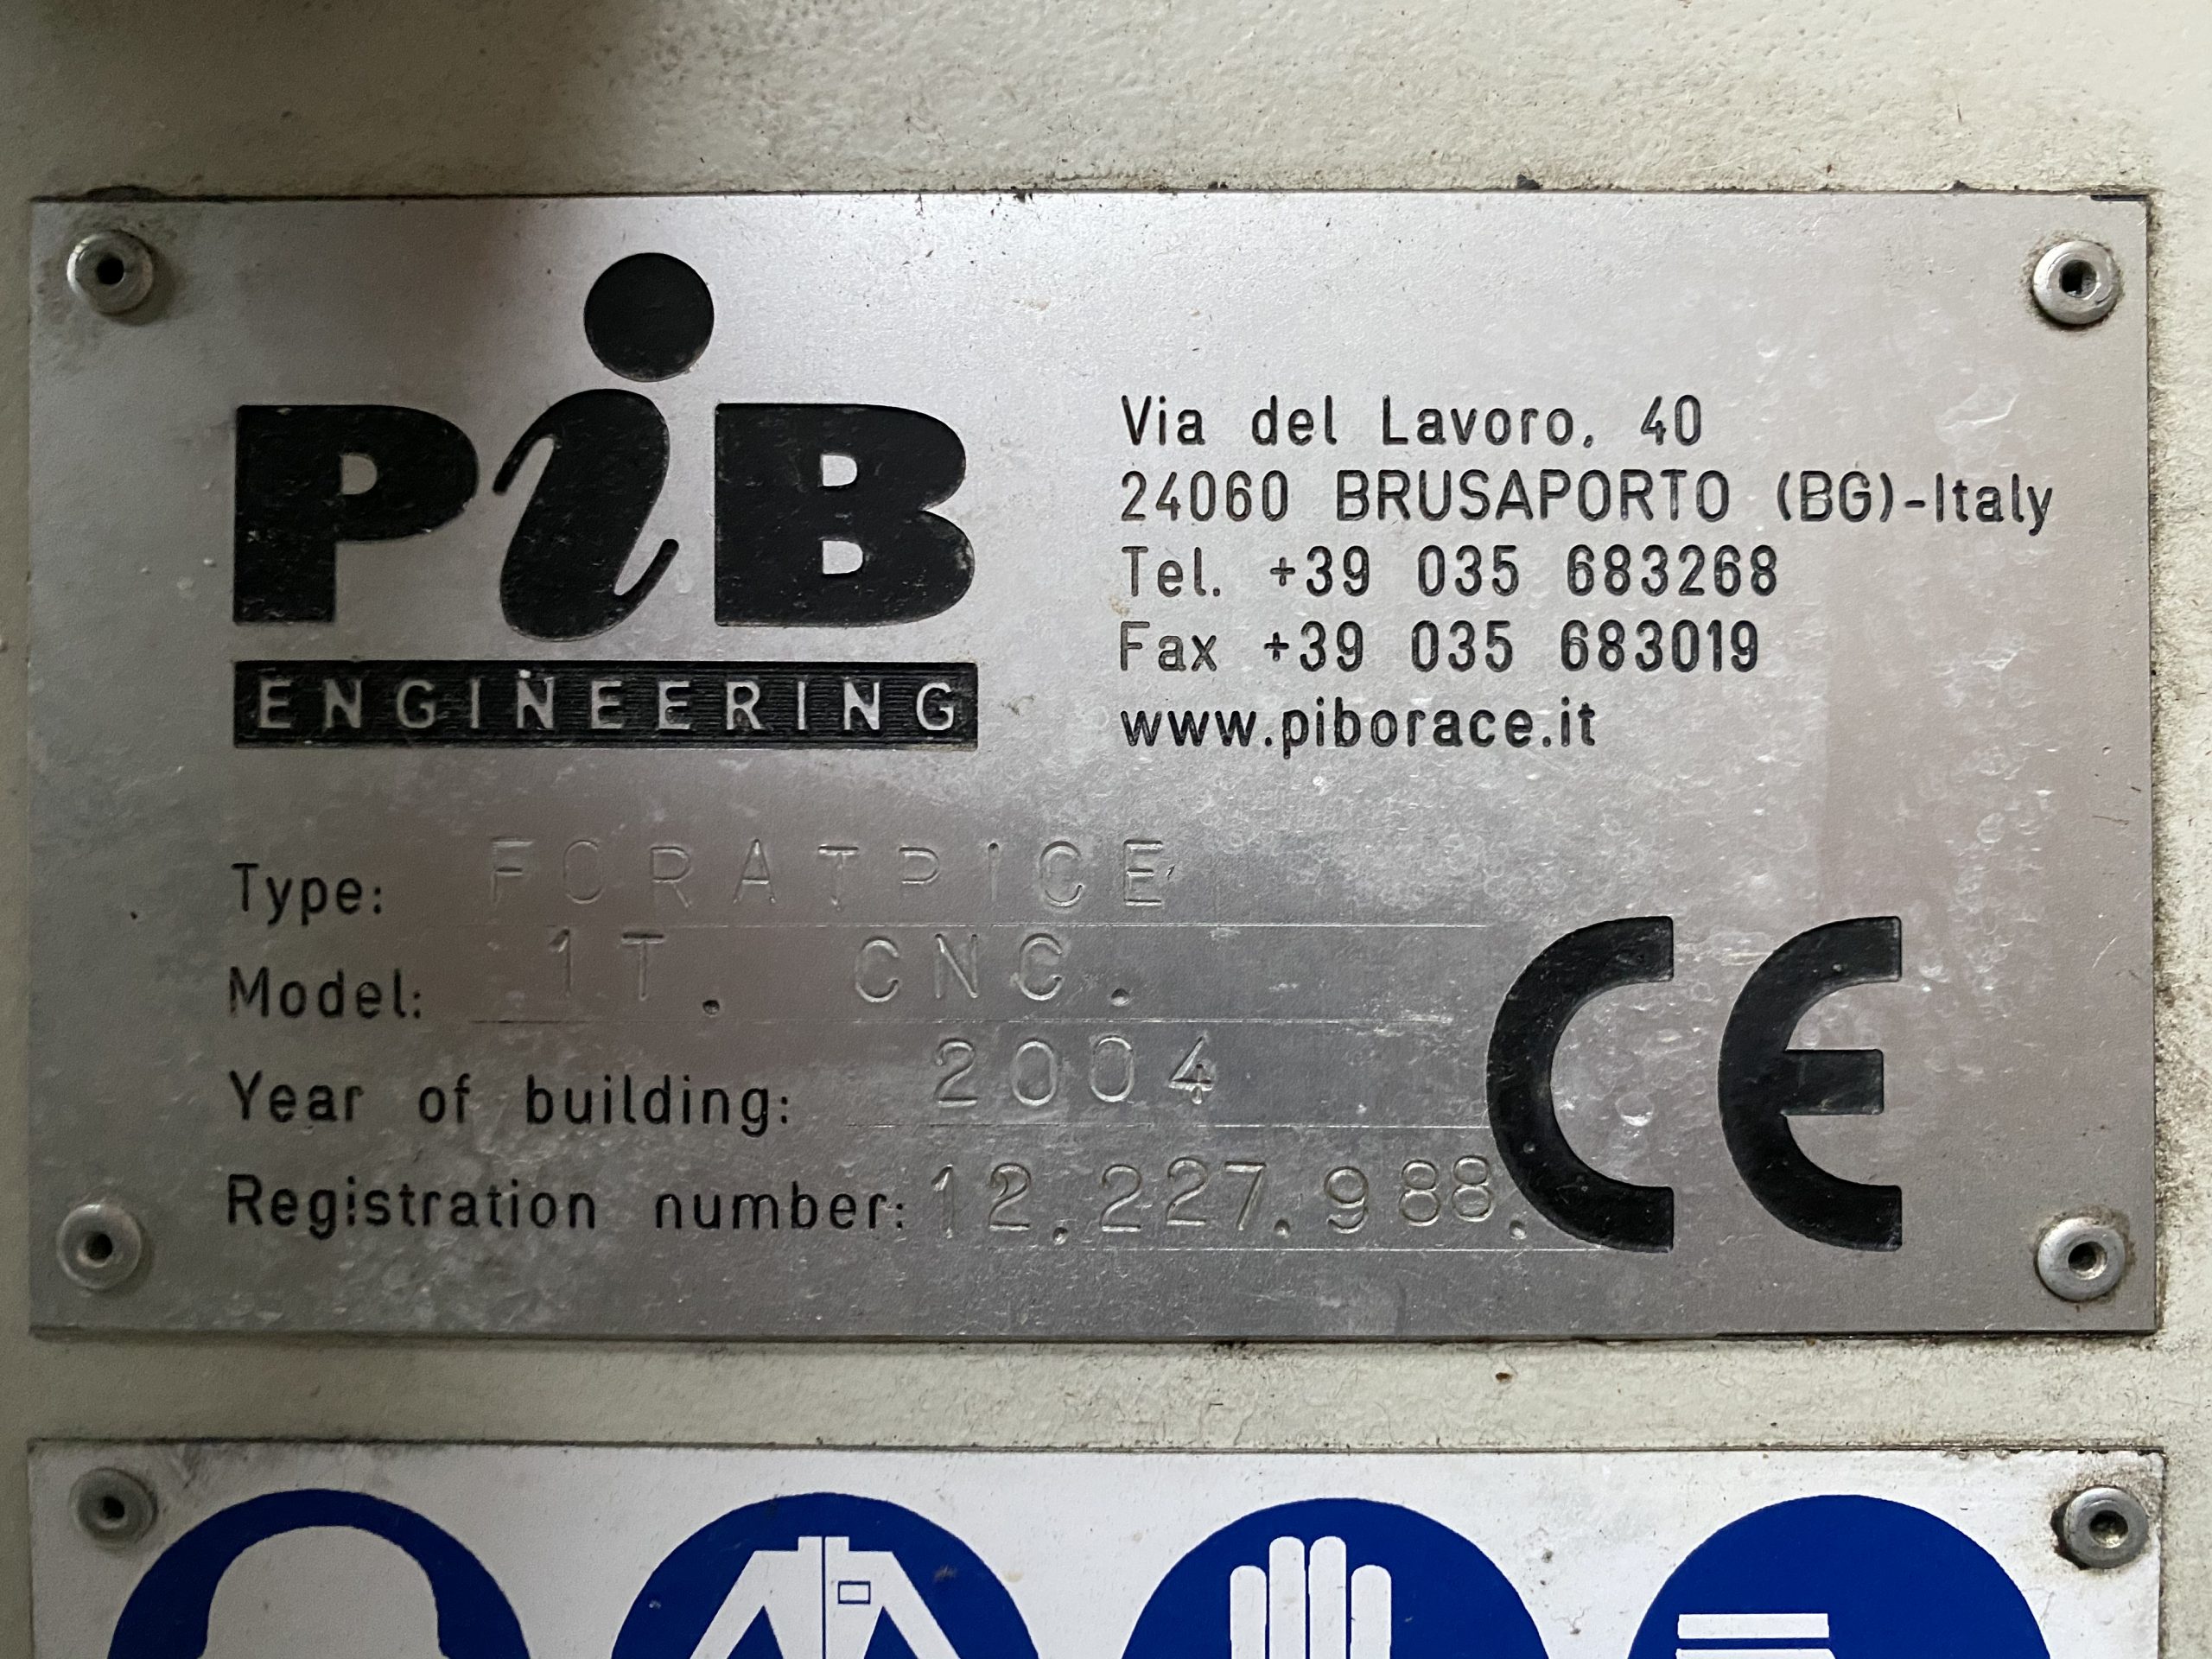 PiB
ENGINEERING
Via del Lavoro, 40
24060 BRUSAPORTO (BG)-Italy
Tel. +39 035 683268
Fax +39 035 683019
www.piborace.it
Type: FORATRICE
Model: 1T. CNC.
Year of building: 2004
Registration number: 12.227.988.
CE